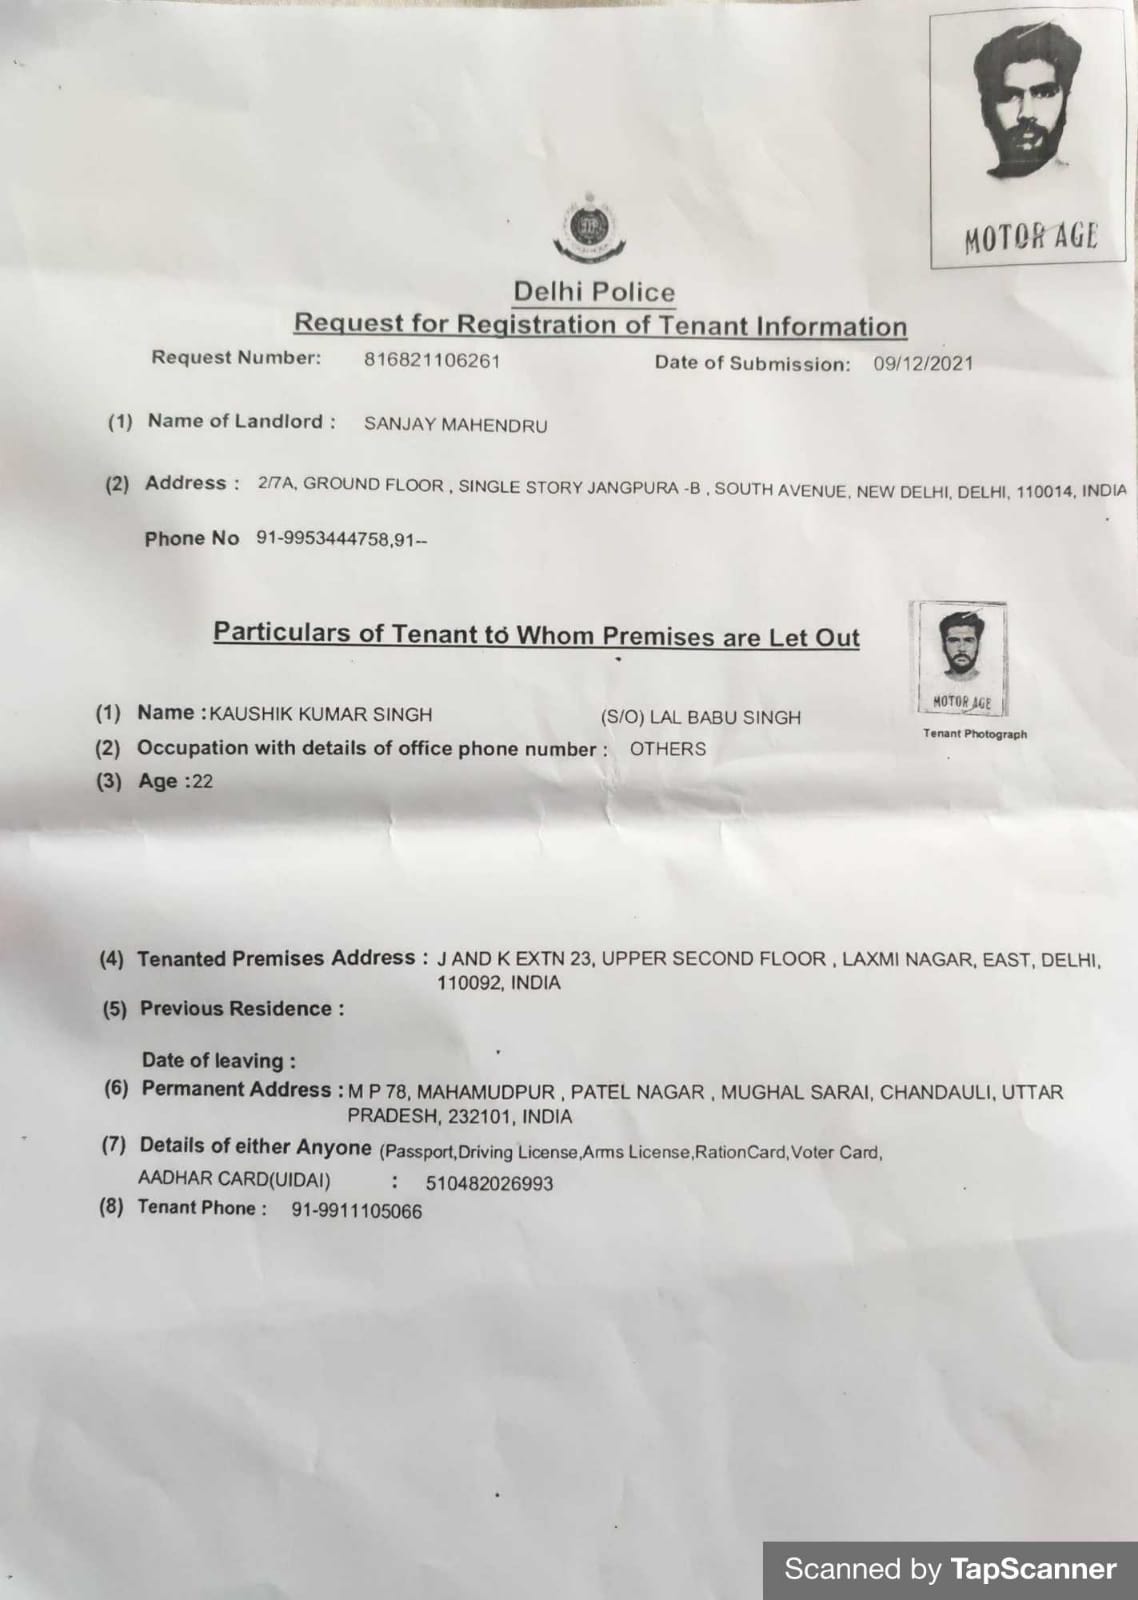 MOTOR AGE
Delhi Police
Request for Registration of Tenant Information
Request Number: 816821106261 Date of Submission: 09/12/2021
(1) Name of Landlord : SANJAY MAHENDRU
(2) Address : 2/7A, GROUND FLOOR , SINGLE STORY JANGPURA -B , SOUTH AVENUE, NEW DELHI, DELHI, 110014, INDIA
Phone No 91-9953444758,91--
Particulars of Tenant to Whom Premises are Let Out
MOTOR AGE
Tenant Photograph
(1) Name :KAUSHIK KUMAR SINGH (S/O) LAL BABU SINGH
(2) Occupation with details of office phone number : OTHERS
(3) Age :22
(4) Tenanted Premises Address : J AND K EXTN 23, UPPER SECOND FLOOR , LAXMI NAGAR, EAST, DELHI,
110092, INDIA
(5) Previous Residence :
Date of leaving :
(6) Permanent Address : M P 78, MAHAMUDPUR , PATEL NAGAR , MUGHAL SARAI, CHANDAULI, UTTAR
PRADESH, 232101, INDIA
(7) Details of either Anyone (Passport,Driving License,Arms License,RationCard,Voter Card,
AADHAR CARD(UIDAI) : 510482026993
(8) Tenant Phone : 91-9911105066
Scanned by TapScanner